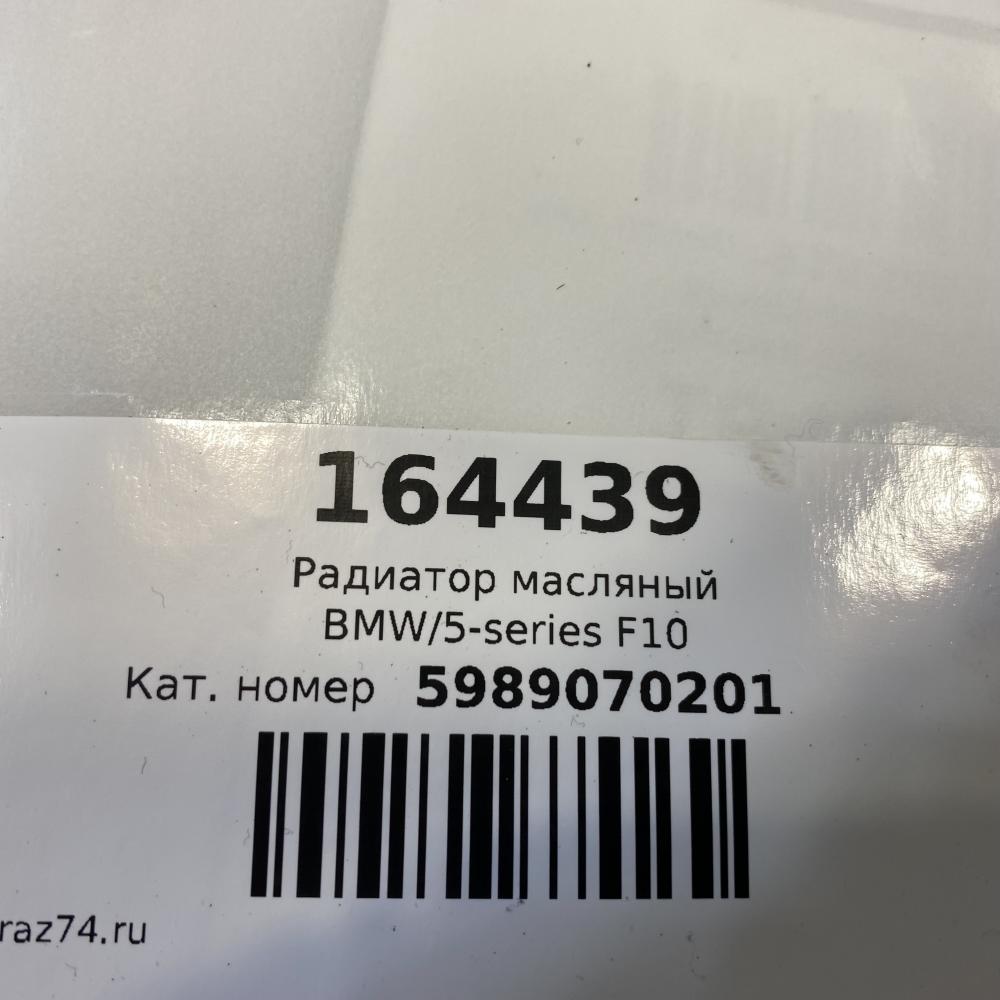 164439
Радиатор масляный
BMW/5-series F10
Кат. номер 5989070201
raz74.ru